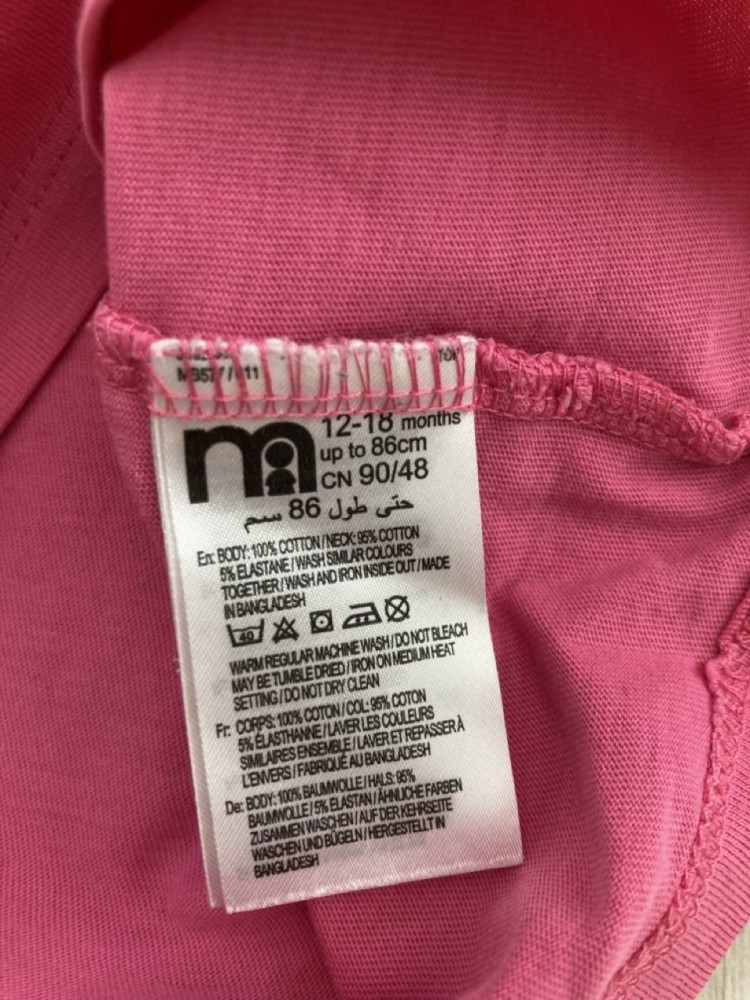 m
12-18 months
up to 86cm
CN 90/48
حتى طول 86 سم
En: BODY: 100% COTTON / NECK: 95% COTTON
5% ELASTANE / WASH SIMILAR COLOURS
TOGETHER / WASH AND IRON INSIDE OUT / MADE
IN BANGLADESH
40
WARM REGULAR MACHINE WASH / DO NOT BLEACH
MAY BE TUMBLE DRIED / IRON ON MEDIUM HEAT
SETTING / DO NOT DRY CLEAN
Fr: CORPS: 100% COTON / COL: 95% COTON
5% ÉLASTHANNE / LAVER LES COULEURS
SIMILAIRES ENSEMBLE / LAVER ET REPASSER À
L'ENVERS / FABRIQUÉ AU BANGLADESH
De: BODY: 100% BAUMWOLLE / HALS: 95%
BAUMWOLLE / 5% ELASTAN / ÄHNLICHE FARBEN
ZUSAMMEN WASCHEN / AUF DER KEHRSEITE
WASCHEN UND BÜGELN / HERGESTELLT IN
BANGLADESH